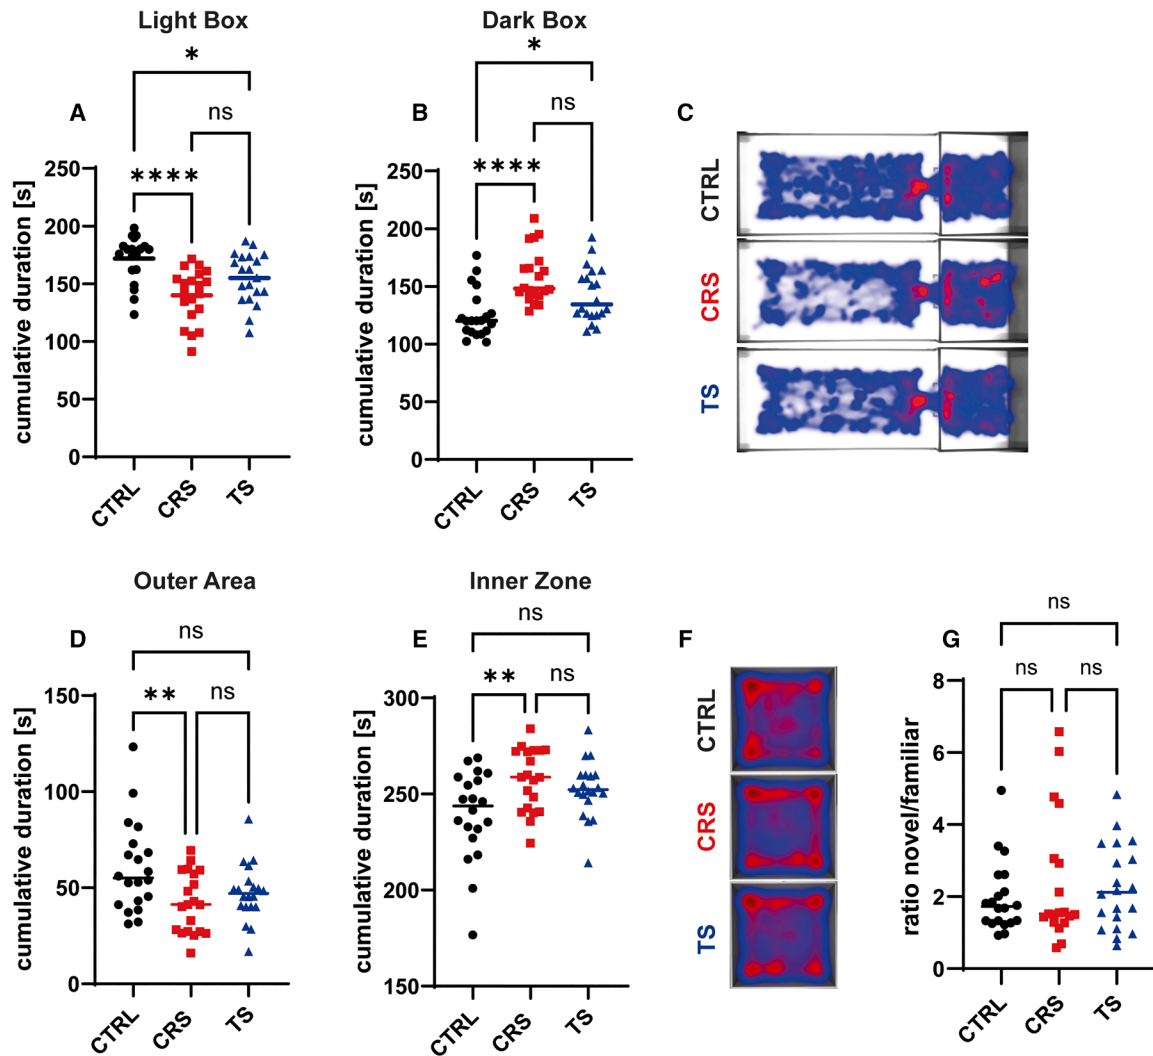 Light Box
*
A
ns
****
cumulative duration [s]
250
200
150
100
50
0
CTRL
CRS
TS
Dark Box
*
B
ns
****
cumulative duration [s]
250
200
150
100
50
0
CTRL
CRS
TS
C
CTRL
CRS
TS
Outer Area
D
ns
**
ns
cumulative duration [s]
150
100
50
0
CTRL
CRS
TS
Inner Zone
E
ns
**
ns
cumulative duration [s]
300
250
200
150
CTRL
CRS
TS
F
CTRL
CRS
TS
G
ns
ns
ns
ratio novel/familiar
8
6
4
2
0
CTRL
CRS
TS